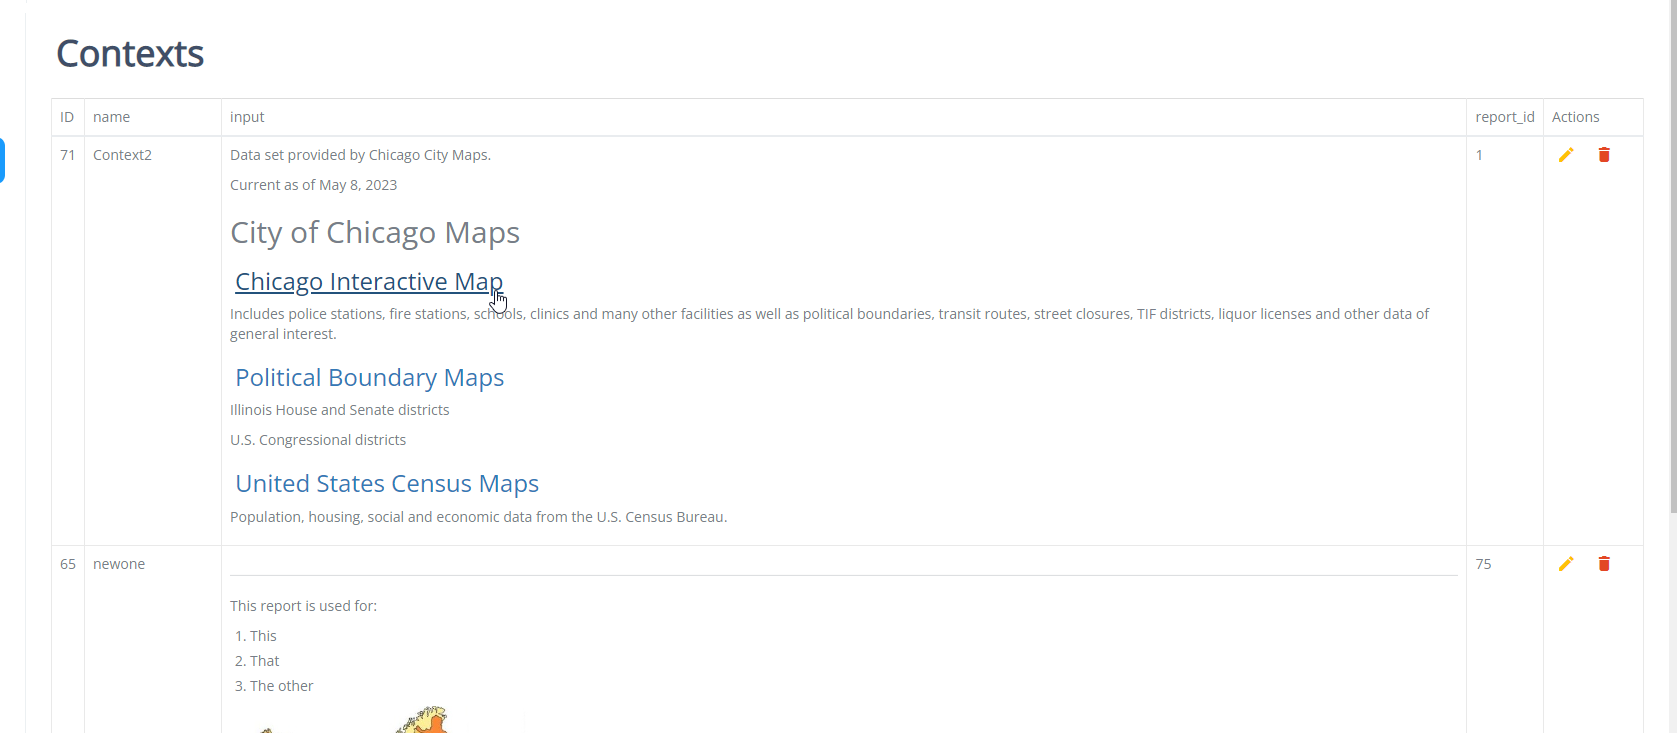 Contexts
ID name input report_id Actions
71 Context2 Data set provided by Chicago City Maps. 1
Current as of May 8, 2023
City of Chicago Maps
Chicago Interactive Map
Includes police stations, fire stations, schools, clinics and many other facilities as well as political boundaries, transit routes, street closures, TIF districts, liquor licenses and other data of
general interest.
Political Boundary Maps
Illinois House and Senate districts
U.S. Congressional districts
United States Census Maps
Population, housing, social and economic data from the U.S. Census Bureau.
65 newone 75
This report is used for:
1. This
2. That
3. The other